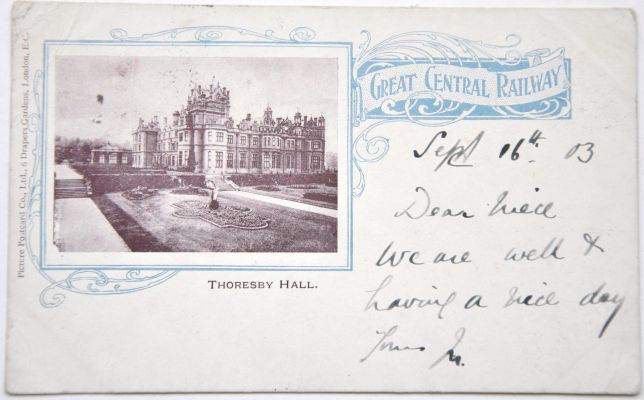 Picture Postcard Co., Ltd., 6 Drapers Gardens, London, E.C.
GREAT CENTRAL RAILWAY
THORESBY HALL.
Sept 16th 03
Dear
We are well &
having a nice day
Yours